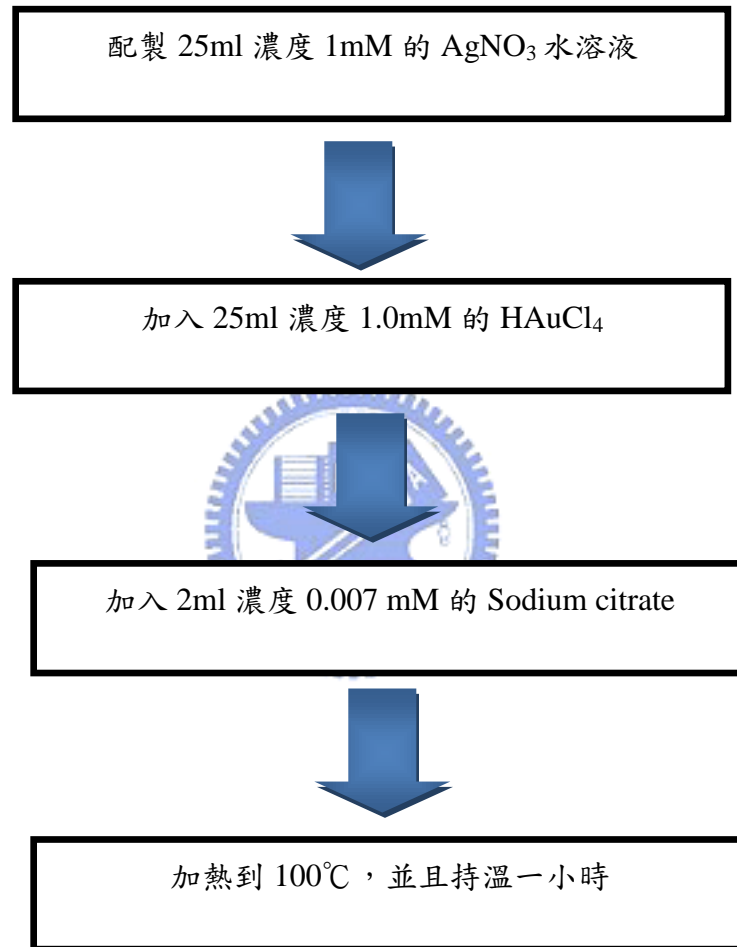 配製 25ml 濃度 1mM 的 AgNO₃ 水溶液
加入 25ml 濃度 1.0mM 的 HAuCl₄
加入 2ml 濃度 0.007 mM 的 Sodium citrate
加熱到 100℃，並且持溫一小時